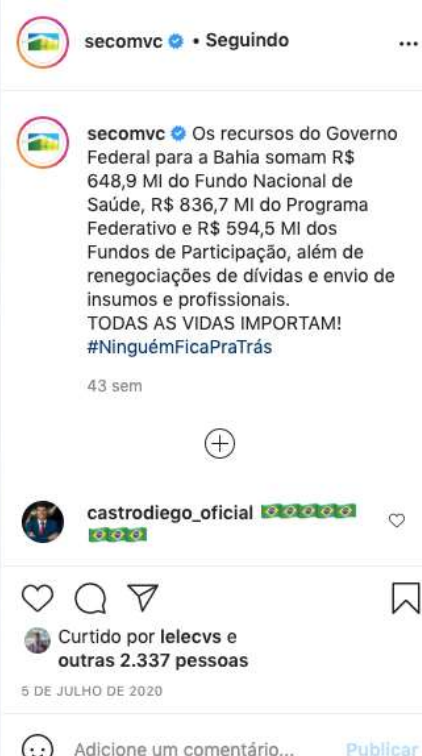 secomvc • Seguindo
secomvc Os recursos do Governo
Federal para a Bahia somam R$
648,9 MI do Fundo Nacional de
Saúde, R$ 836,7 MI do Programa
Federativo e R$ 594,5 MI dos
Fundos de Participação, além de
renegociações de dívidas e envio de
insumos e profissionais.
TODAS AS VIDAS IMPORTAM!
#NinguémFicaPraTrás
43 sem
castrodiego_oficial 🇧🇷🇧🇷🇧🇷🇧🇷🇧🇷
🇧🇷🇧🇷🇧🇷
Curtido por lelecvs e
outras 2.337 pessoas
5 DE JULHO DE 2020
Adicione um comentário...
Publicar